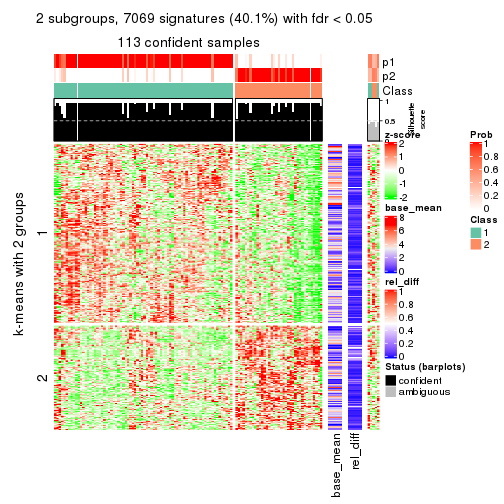 2 subgroups, 7069 signatures (40.1%) with fdr < 0.05
113 confident samples
p1
p2
Class
1
0.5
0
Silhouette
score
k-means with 2 groups
1
2
base_mean
rel_diff
z-score
2
1
0
-1
-2
base_mean
8
6
4
2
0
rel_diff
1
0.8
0.6
0.4
0.2
0
Status (barplots)
confident
ambiguous
Prob
1
0.8
0.6
0.4
0.2
0
Class
1
2